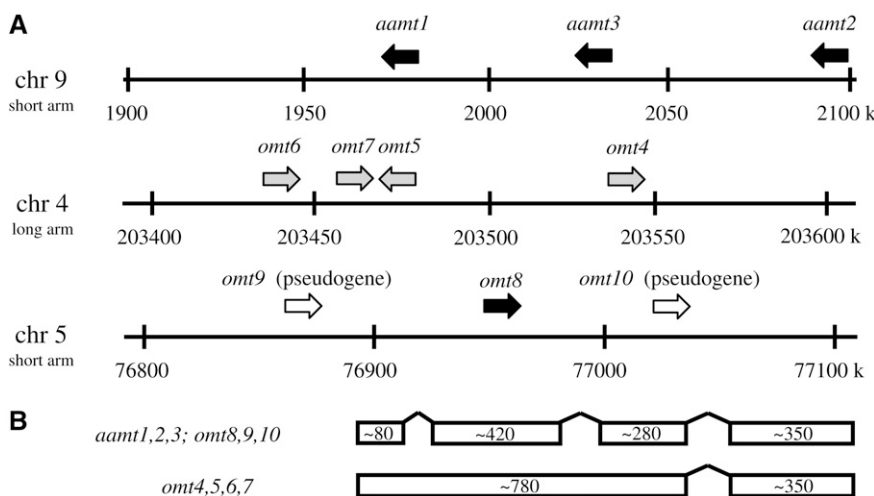 A
aamt1 aamt3 aamt2
chr 9
short arm
1900 1950 2000 2050 2100 k
omt6 omt7 omt5 omt4
chr 4
long arm
203400 203450 203500 203550 203600 k
omt9 (pseudogene) omt8 omt10 (pseudogene)
chr 5
short arm
76800 76900 77000 77100 k
B
aamt1,2,3; omt8,9,10 ~80 ~420 ~280 ~350
omt4,5,6,7 ~780 ~350